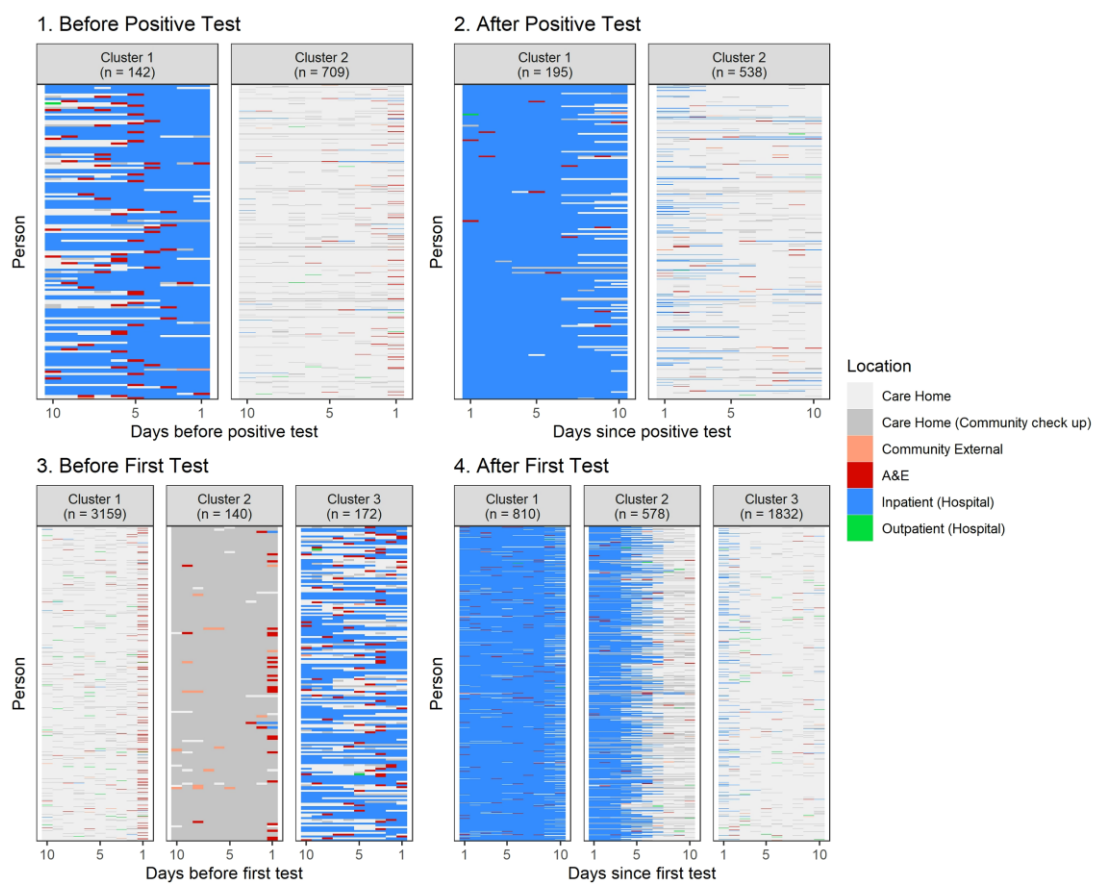 1. Before Positive Test
Cluster 1
(n = 142)
Cluster 2
(n = 709)
Person
10
5
1
10
5
1
Days before positive test
2. After Positive Test
Cluster 1
(n = 195)
Cluster 2
(n = 538)
Person
1
5
10
1
5
10
Days since positive test
3. Before First Test
Cluster 1
(n = 3159)
Cluster 2
(n = 140)
Cluster 3
(n = 172)
Person
10
5
1
10
5
1
10
5
1
Days before first test
4. After First Test
Cluster 1
(n = 810)
Cluster 2
(n = 578)
Cluster 3
(n = 1832)
Person
1
5
10
1
5
10
1
5
10
Days since first test
Location
Care Home
Care Home (Community check up)
Community External
A&E
Inpatient (Hospital)
Outpatient (Hospital)